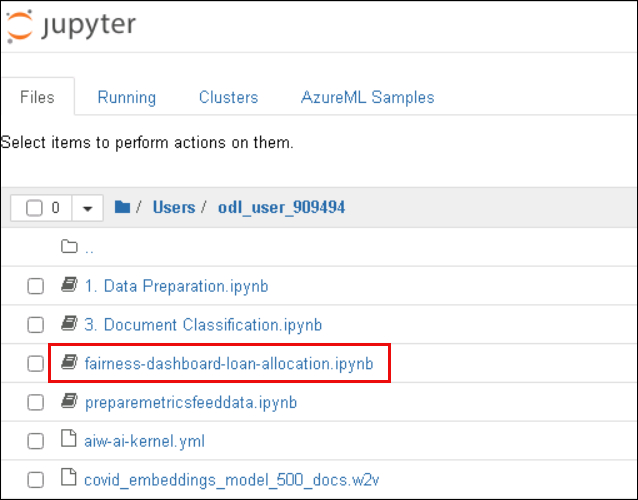 jupyter
Files Running Clusters AzureML Samples
Select items to perform actions on them.
0 / Users / odl_user_909494
..
1. Data Preparation.ipynb
3. Document Classification.ipynb
fairness-dashboard-loan-allocation.ipynb
preparemetricsfeeddata.ipynb
aiw-ai-kernel.yml
covid_embeddings_model_500_docs.w2v